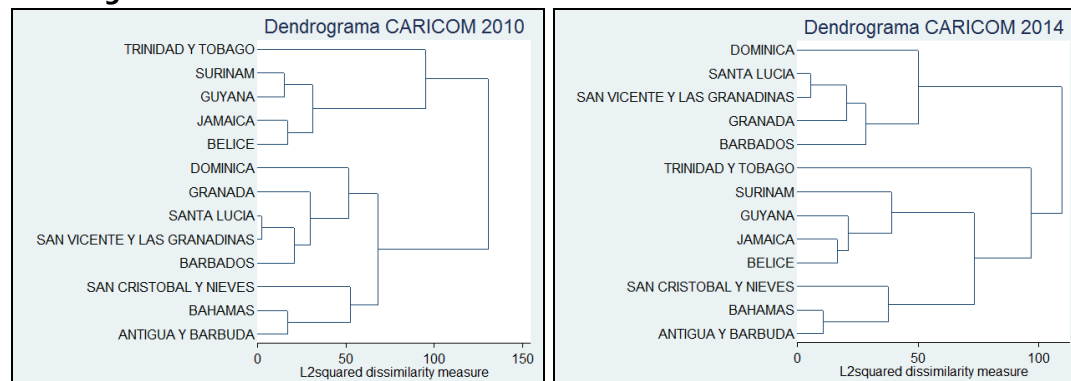 Dendrograma CARICOM 2010
TRINIDAD Y TOBAGO
SURINAM
GUYANA
JAMAICA
BELICE
DOMINICA
GRANADA
SANTA LUCIA
SAN VICENTE Y LAS GRANADINAS
BARBADOS
SAN CRISTOBAL Y NIEVES
BAHAMAS
ANTIGUA Y BARBUDA
0 50 100 150
L2squared dissimilarity measure
Dendrograma CARICOM 2014
DOMINICA
SANTA LUCIA
SAN VICENTE Y LAS GRANADINAS
GRANADA
BARBADOS
TRINIDAD Y TOBAGO
SURINAM
GUYANA
JAMAICA
BELICE
SAN CRISTOBAL Y NIEVES
BAHAMAS
ANTIGUA Y BARBUDA
0 50 100
L2squared dissimilarity measure